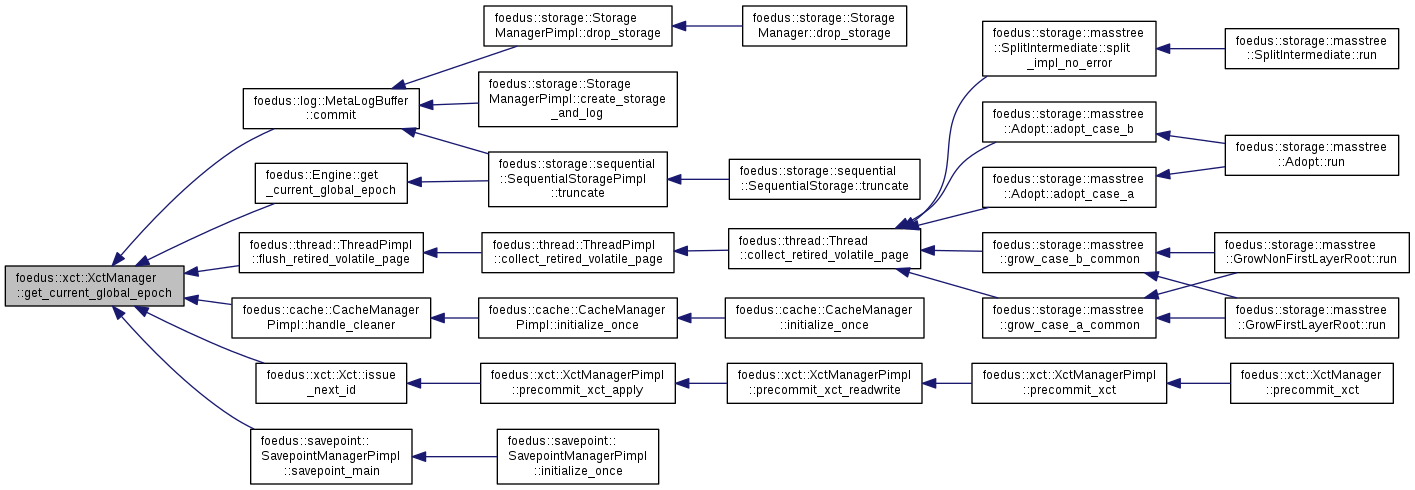 foedus::xct::XctManager
::get_current_global_epoch
foedus::log::MetaLogBuffer
::commit
foedus::storage::Storage
ManagerPimpl::drop_storage
foedus::storage::Storage
Manager::drop_storage
foedus::storage::Storage
ManagerPimpl::create_storage
_and_log
foedus::storage::sequential
::SequentialStoragePimpl
::truncate
foedus::storage::sequential
::SequentialStorage::truncate
foedus::Engine::get
_current_global_epoch
foedus::thread::ThreadPimpl
::flush_retired_volatile_page
foedus::thread::ThreadPimpl
::collect_retired_volatile_page
foedus::thread::Thread
::collect_retired_volatile_page
foedus::storage::masstree
::SplitIntermediate::split
_impl_no_error
foedus::storage::masstree
::SplitIntermediate::run
foedus::storage::masstree
::Adopt::adopt_case_b
foedus::storage::masstree
::Adopt::run
foedus::storage::masstree
::Adopt::adopt_case_a
foedus::storage::masstree
::grow_case_b_common
foedus::storage::masstree
::GrowNonFirstLayerRoot::run
foedus::storage::masstree
::grow_case_a_common
foedus::storage::masstree
::GrowFirstLayerRoot::run
foedus::cache::CacheManager
Pimpl::handle_cleaner
foedus::cache::CacheManager
Pimpl::initialize_once
foedus::cache::CacheManager
::initialize_once
foedus::xct::Xct::issue
_next_id
foedus::xct::XctManagerPimpl
::precommit_xct_apply
foedus::xct::XctManagerPimpl
::precommit_xct_readwrite
foedus::xct::XctManagerPimpl
::precommit_xct
foedus::xct::XctManager
::precommit_xct
foedus::savepoint::
SavepointManagerPimpl
::savepoint_main
foedus::savepoint::
SavepointManagerPimpl
::initialize_once